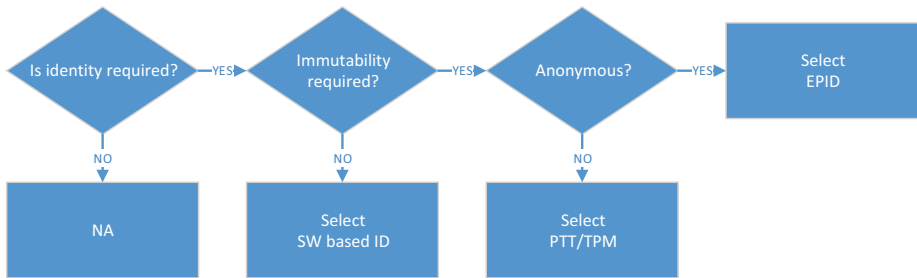 Is identity required?
YES
Immutability
required?
YES
Anonymous?
YES
Select
EPID
NO
NO
NO
NA
Select
SW based ID
Select
PTT/TPM